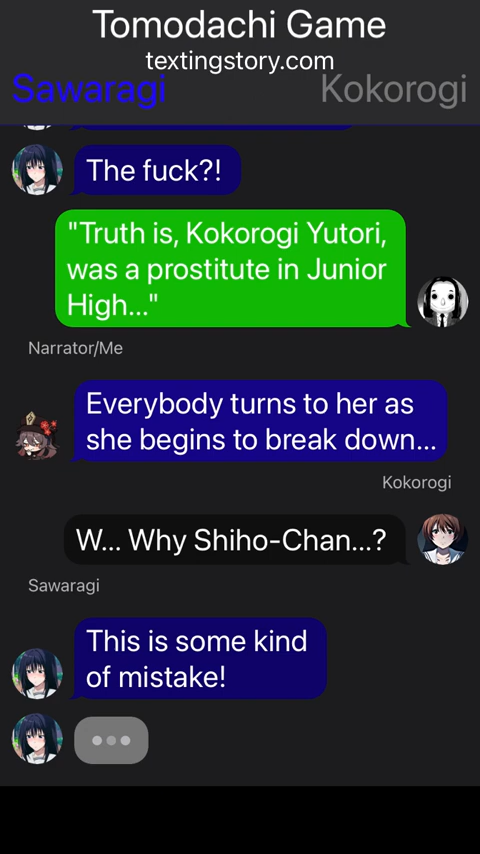 Tomodachi Game
textingstory.com
Sawaragi
Kokorogi
The fuck?!
"Truth is, Kokorogi Yutori,
was a prostitute in Junior
High..."
Narrator/Me
Everybody turns to her as
she begins to break down...
Kokorogi
W... Why Shiho-Chan...?
Sawaragi
This is some kind
of mistake!